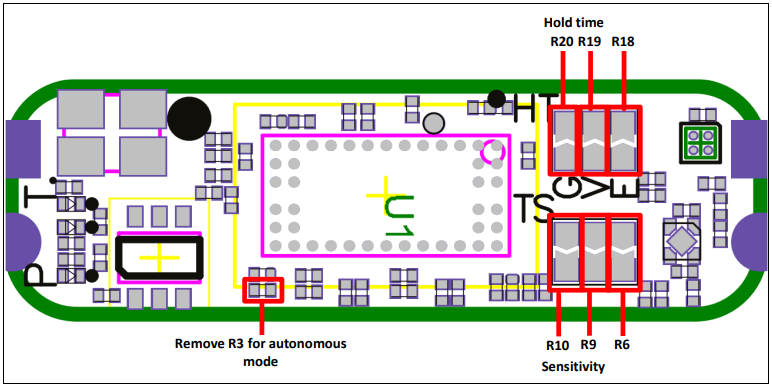 Hold time
R20 R19 R18
HT
GVE
T
TS
U1
P
R10 R9 R6
Remove R3 for autonomous
mode
Sensitivity